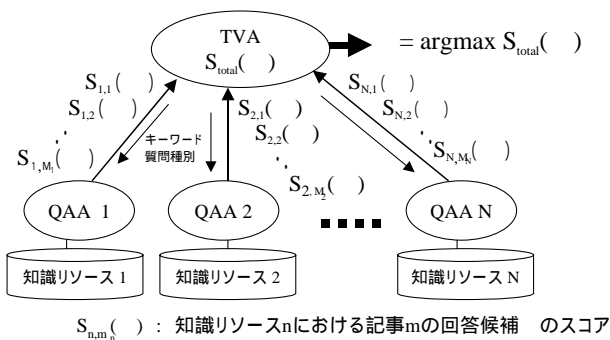 TVA
S_total(　)
= argmax S_total(　)
S_1,1(　)
S_1,2(　)
S_1,M_1(　)
キーワード
質問種別
S_2,1(　)
S_2,2(　)
S_2,M_2(　)
S_N,1(　)
S_N,2(　)
S_N,M_N(　)
QAA 1
QAA 2
QAA N
知識リソース 1
知識リソース 2
知識リソース N
S_n,m_n(　) : 知識リソースnにおける記事mの回答候補　のスコア